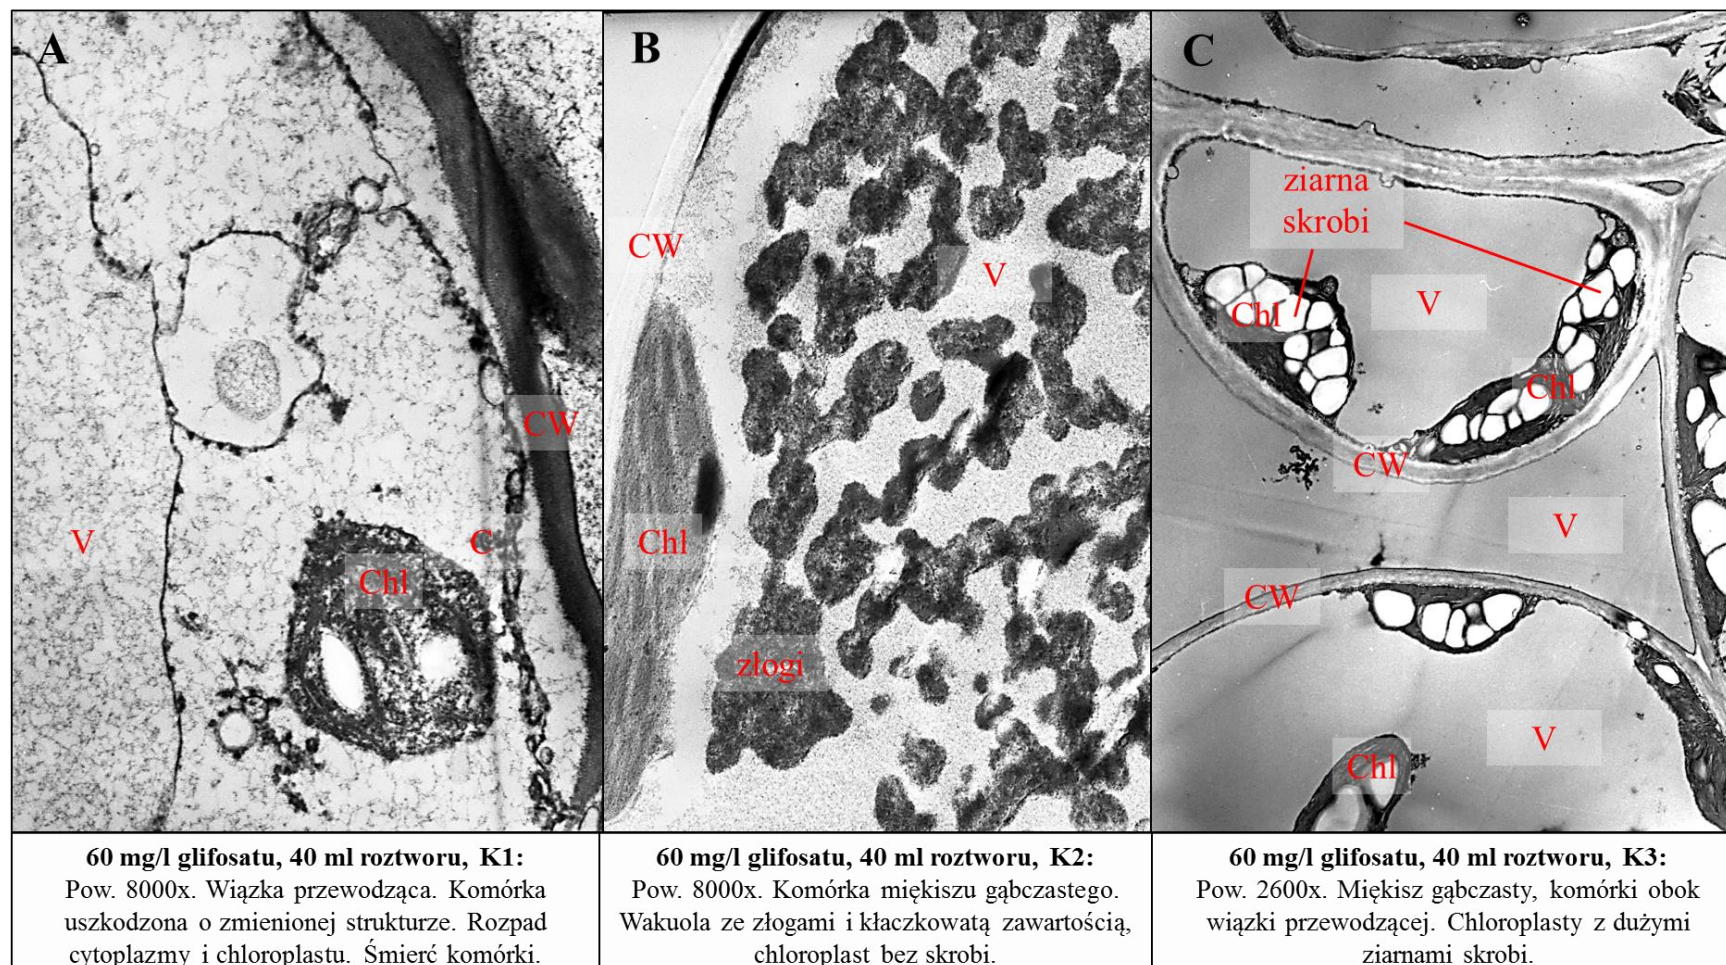 A
V
Chl
C
CW
B
CW
V
Chl
złogi
C
ziarna
skrobi
Chl
V
Chl
CW
V
CW
V
Chl
60 mg/l glifosatu, 40 ml roztworu, K1:
Pow. 8000x. Wiązka przewodząca. Komórka
uszkodzona o zmienionej strukturze. Rozpad
cytoplazmy i chloroplastu. Śmierć komórki.
60 mg/l glifosatu, 40 ml roztworu, K2:
Pow. 8000x. Komórka miękiszu gąbczastego.
Wakuola ze złogami i kłaczkowatą zawartością,
chloroplast bez skrobi.
60 mg/l glifosatu, 40 ml roztworu, K3:
Pow. 2600x. Miękisz gąbczasty, komórki obok
wiązki przewodzącej. Chloroplasty z dużymi
ziarnami skrobi.